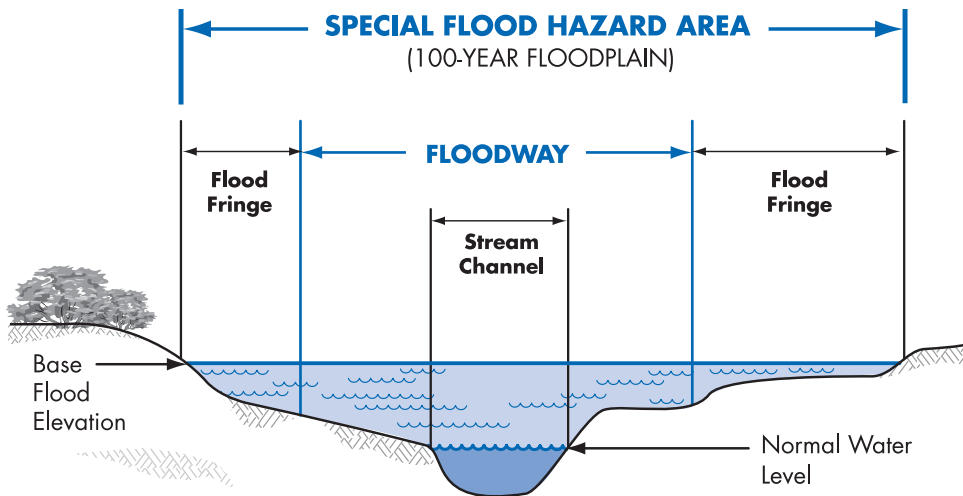 SPECIAL FLOOD HAZARD AREA
(100-YEAR FLOODPLAIN)
FLOODWAY
Flood
Fringe
Flood
Fringe
Stream
Channel
Base
Flood
Elevation
Normal Water
Level